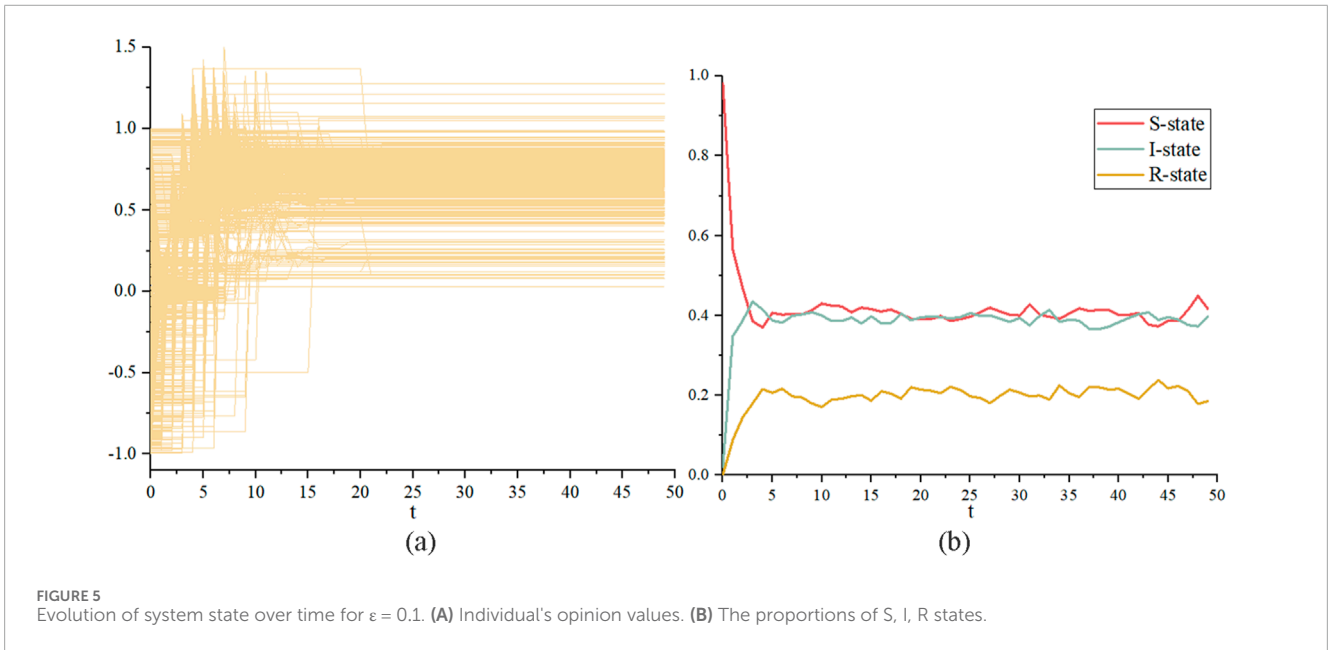 1.5
1.0
0.5
0.0
-0.5
-1.0
0 5 10 15 20 25 30 35 40 45 50
t
(a)
1.0
0.8
0.6
0.4
0.2
0.0
S-state
I-state
R-state
0 5 10 15 20 25 30 35 40 45 50
t
(b)
FIGURE 5
Evolution of system state over time for ε = 0.1. (A) Individual's opinion values. (B) The proportions of S, I, R states.